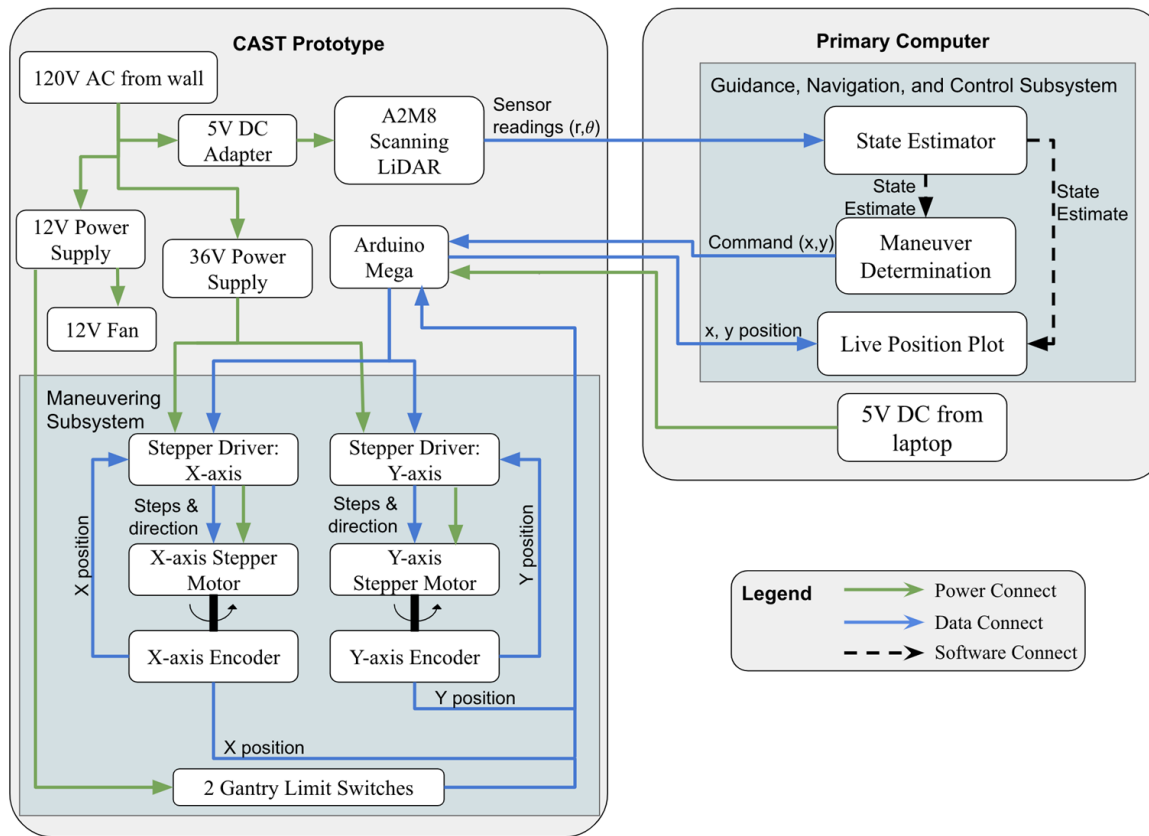 CAST Prototype
120V AC from wall
5V DC
Adapter
A2M8
Scanning
LiDAR
Sensor
readings (r,θ)
12V Power
Supply
36V Power
Supply
12V Fan
Arduino
Mega
Maneuvering
Subsystem
Stepper Driver:
X-axis
Stepper Driver:
Y-axis
Steps &
direction
Steps &
direction
X position
Y position
X-axis Stepper
Motor
Y-axis
Stepper Motor
X-axis Encoder
Y-axis Encoder
Y position
X position
2 Gantry Limit Switches
Primary Computer
Guidance, Navigation, and Control Subsystem
State Estimator
State
Estimate
State
Estimate
Command (x,y)
Maneuver
Determination
x, y position
Live Position Plot
5V DC from
laptop
Legend
Power Connect
Data Connect
Software Connect